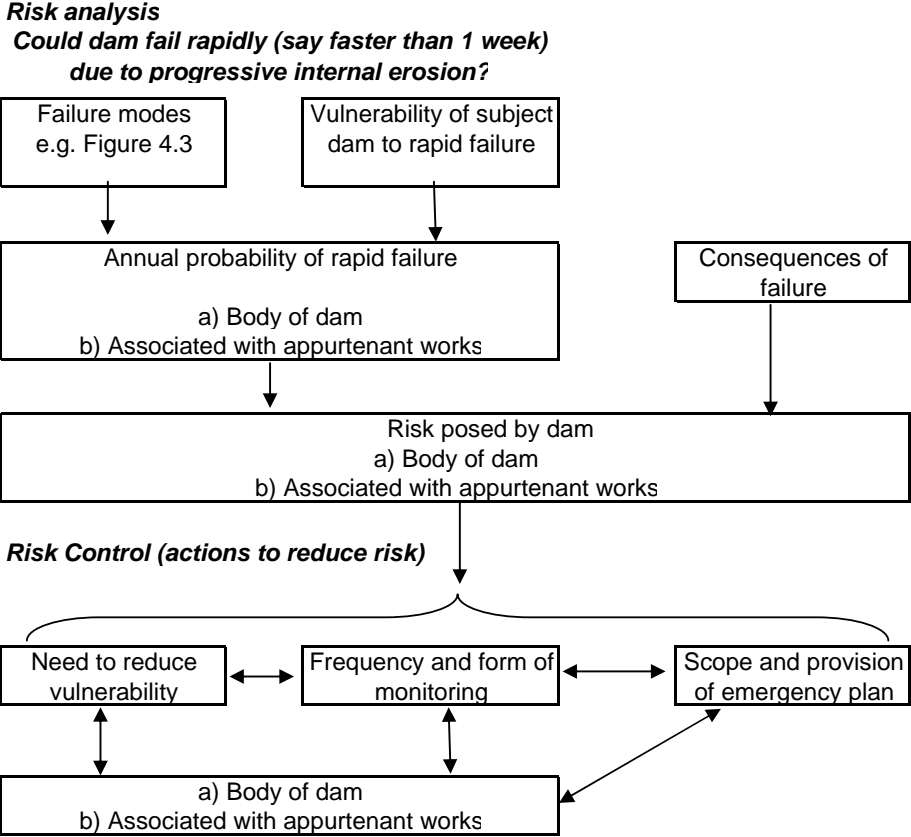 Risk analysis
Could dam fail rapidly (say faster than 1 week)
due to progressive internal erosion?
Failure modes
e.g. Figure 4.3
Vulnerability of subject
dam to rapid failure
Annual probability of rapid failure
a) Body of dam
b) Associated with appurtenant works
Consequences of
failure
Risk posed by dam
a) Body of dam
b) Associated with appurtenant works
Risk Control (actions to reduce risk)
Need to reduce
vulnerability
Frequency and form of
monitoring
Scope and provision
of emergency plan
a) Body of dam
b) Associated with appurtenant works